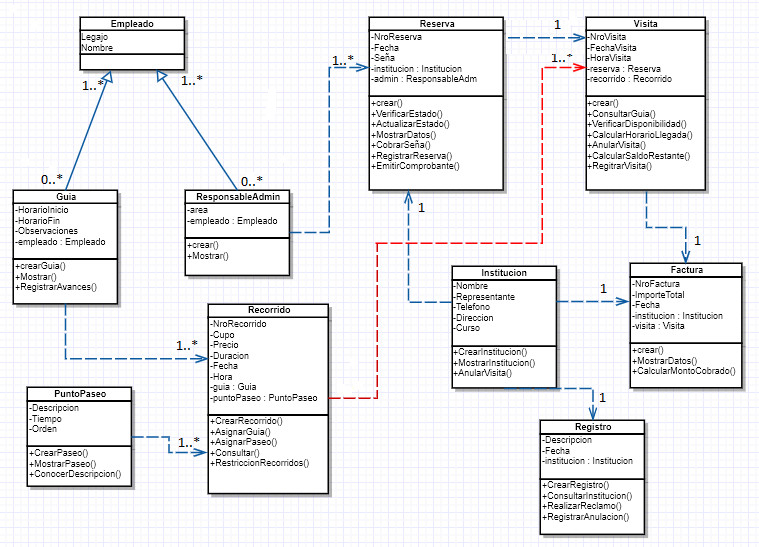 Empleado
Legajo
Nombre
1..*
1..*
0..*
0..*
Guia
-HorarioInicio
-HorarioFin
-Observaciones
-empleado : Empleado
+crearGuia()
+Mostrar()
+RegistrarAvances()
ResponsableAdmin
-area
-empleado : Empleado
+crear()
+Mostrar()
1..*
Reserva
-NroReserva
-Fecha
-Seña
-institucion : Institucion
-admin : ResponsableAdm
+crear()
+VerificarEstado()
+ActualizarEstado()
+MostrarDatos()
+CobrarSeña()
+RegistrarReserva()
+EmitirComprobante()
1
1..*
Visita
-NroVisita
-FechaVisita
-HoraVisita
-reserva : Reserva
-recorrido : Recorrido
+crear()
+ConsultarGuia()
+VerificarDisponibilidad()
+CalcularHorarioLlegada()
+AnularVisita()
+CalcularSaldoRestante()
+RegitrarVisita()
1
1
Institucion
-Nombre
-Representante
-Telefono
-Direccion
-Curso
+CrearInstitucion()
+MostrarInstitucion()
+AnularVisita()
1
Factura
-NroFactura
-ImporteTotal
-Fecha
-institucion : Institucion
-visita : Visita
+crear()
+MostrarDatos()
+CalcularMontoCobrado()
1..*
Recorrido
-NroRecorrido
-Cupo
-Precio
-Duracion
-Fecha
-Hora
-guia : Guia
-puntoPaseo : PuntoPaseo
+CrearRecorrido()
+AsignarGuia()
+AsignarPaseo()
+Consultar()
+RestriccionRecorridos()
PuntoPaseo
-Descripcion
-Tiempo
-Orden
+CrearPaseo()
+MostrarPaseo()
+ConocerDescripcion()
1..*
1
Registro
-Descripcion
-Fecha
-institucion : Institucion
+CrearRegistro()
+ConsultarInstitucion()
+RealizarReclamo()
+RegistrarAnulacion()